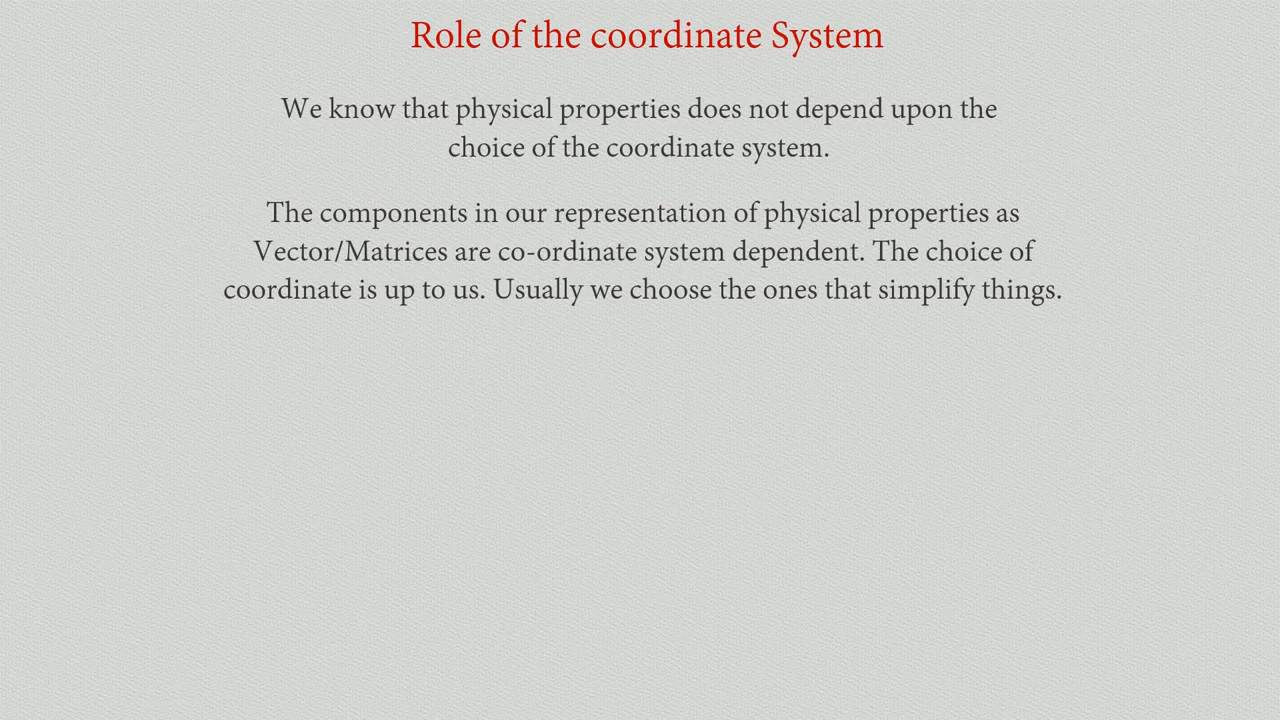 Role of the coordinate System
We know that physical properties does not depend upon the
choice of the coordinate system.
The components in our representation of physical properties as
Vector/Matrices are co-ordinate system dependent. The choice of
coordinate is up to us. Usually we choose the ones that simplify things.